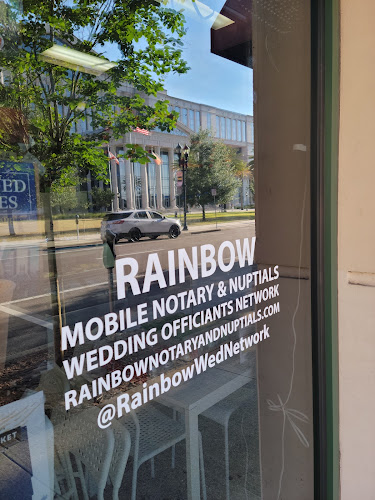 RAINBOW
MOBILE NOTARY & NUPTIALS
WEDDING OFFICIANTS NETWORK
RAINBOWNOTARYANDNUPTIALS.COM
@RainbowWedNetwork